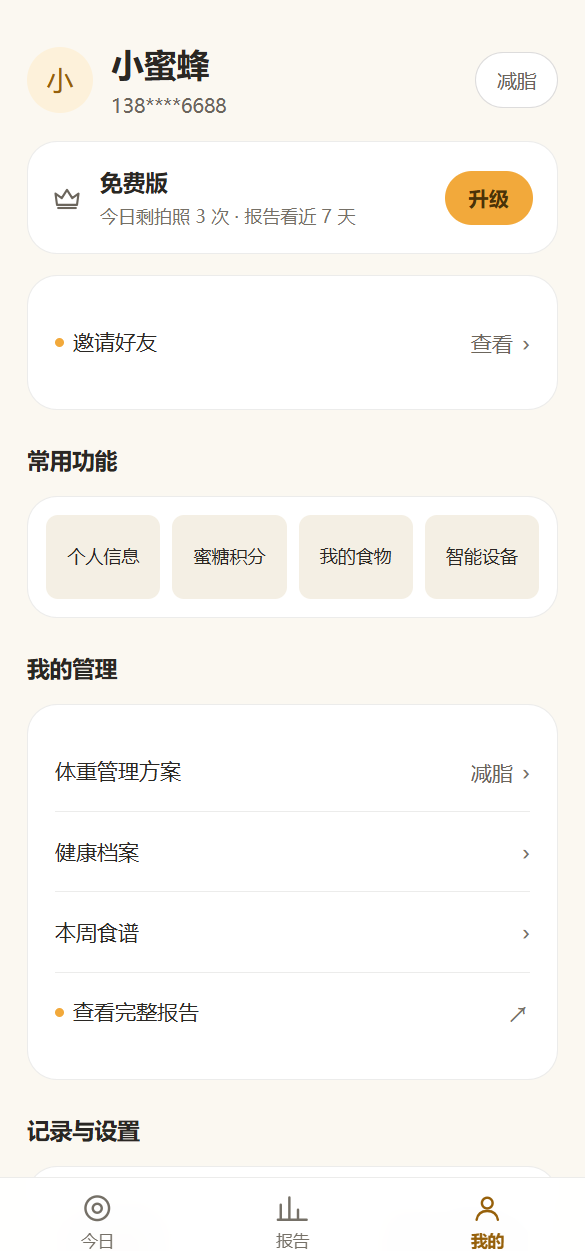 小
小蜜蜂
138****6688
减脂
免费版
今日剩拍照 3 次 · 报告看近 7 天
升级
邀请好友
查看 ›
常用功能
个人信息
蜜糖积分
我的食物
智能设备
我的管理
体重管理方案
减脂 ›
健康档案 ›
本周食谱 ›
查看完整报告 ↗
记录与设置
今日
报告
我的